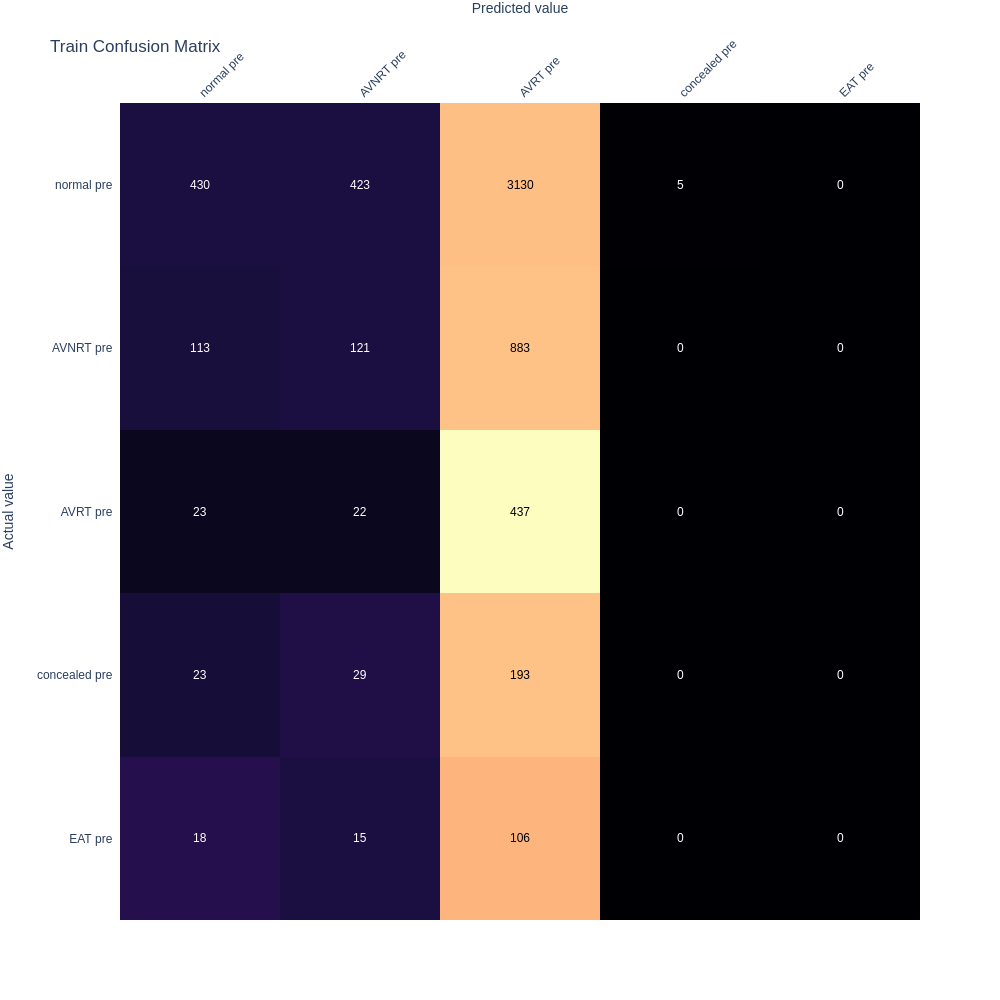 Predicted value
Train Confusion Matrix
normal pre
AVNRT pre
AVRT pre
concealed pre
EAT pre
normal pre 430 423 3130 5 0
AVNRT pre 113 121 883 0 0
Actual value
AVRT pre 23 22 437 0 0
concealed pre 23 29 193 0 0
EAT pre 18 15 106 0 0